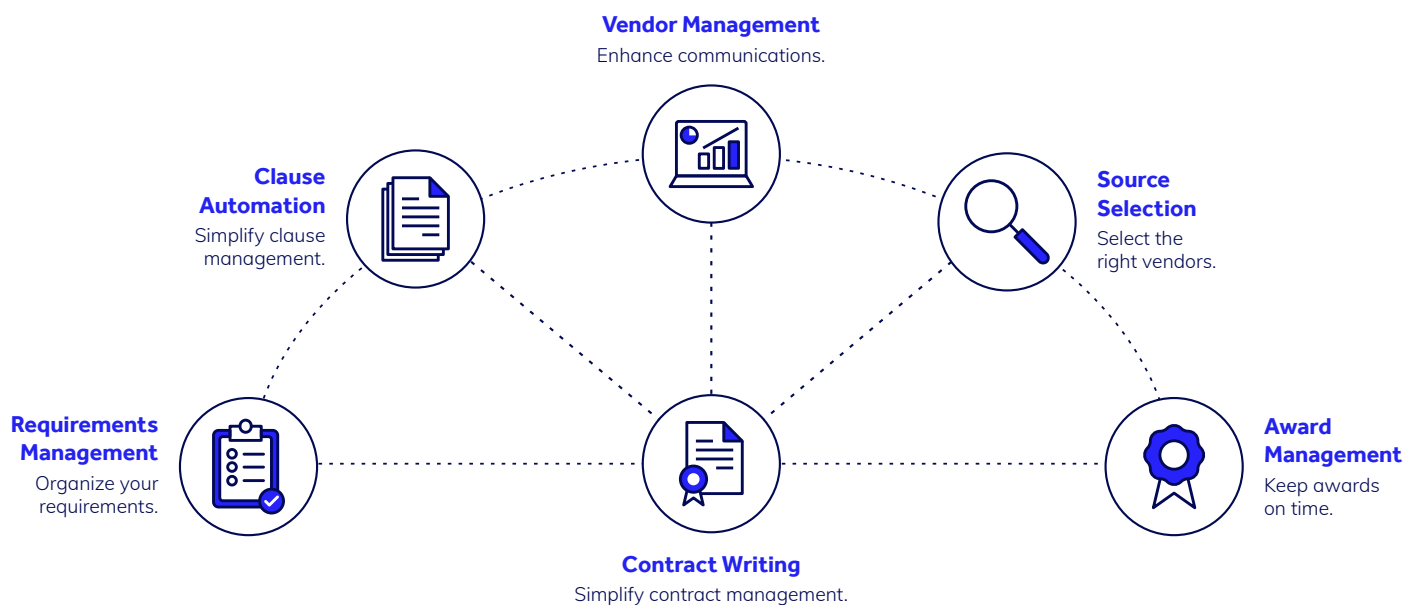 Vendor Management
Enhance communications.
Clause
Automation
Simplify clause
management.
Source
Selection
Select the
right vendors.
Requirements
Management
Organize your
requirements.
Award
Management
Keep awards
on time.
Contract Writing
Simplify contract management.